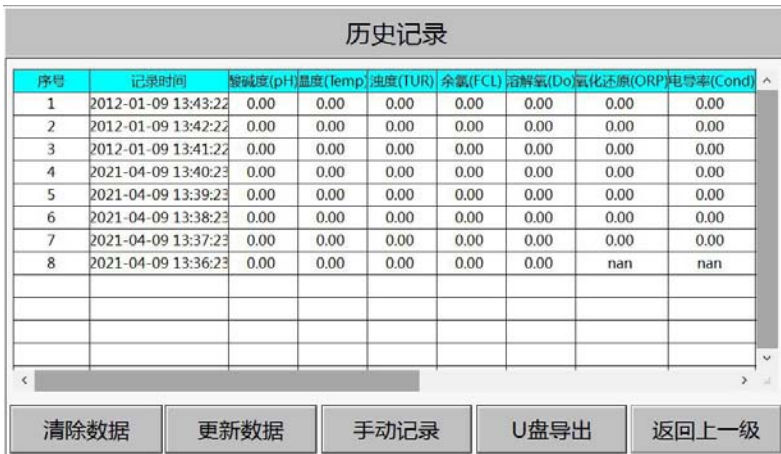 历史记录
序号 记录时间 酸碱度(pH) 温度(Temp) 浊度(TUR) 余氯(FCL) 溶解氧(Do) 氧化还原(ORP) 电导率(Cond)
1 2012-01-09 13:43:22 0.00 0.00 0.00 0.00 0.00 0.00 0.00
2 2012-01-09 13:42:22 0.00 0.00 0.00 0.00 0.00 0.00 0.00
3 2012-01-09 13:41:22 0.00 0.00 0.00 0.00 0.00 0.00 0.00
4 2021-04-09 13:40:23 0.00 0.00 0.00 0.00 0.00 0.00 0.00
5 2021-04-09 13:39:23 0.00 0.00 0.00 0.00 0.00 0.00 0.00
6 2021-04-09 13:38:23 0.00 0.00 0.00 0.00 0.00 0.00 0.00
7 2021-04-09 13:37:23 0.00 0.00 0.00 0.00 0.00 0.00 0.00
8 2021-04-09 13:36:23 0.00 0.00 0.00 0.00 0.00 nan nan
清除数据 更新数据 手动记录 U盘导出 返回上一级